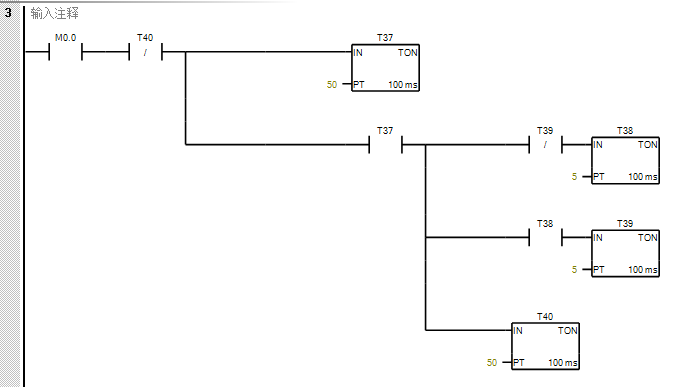 3 输入注释
M0.0 T40 T37
/ IN TON
50 PT 100 ms
T37 T39 T38
/ IN TON
5 PT 100 ms
T38 T39
IN TON
5 PT 100 ms
T40
IN TON
50 PT 100 ms